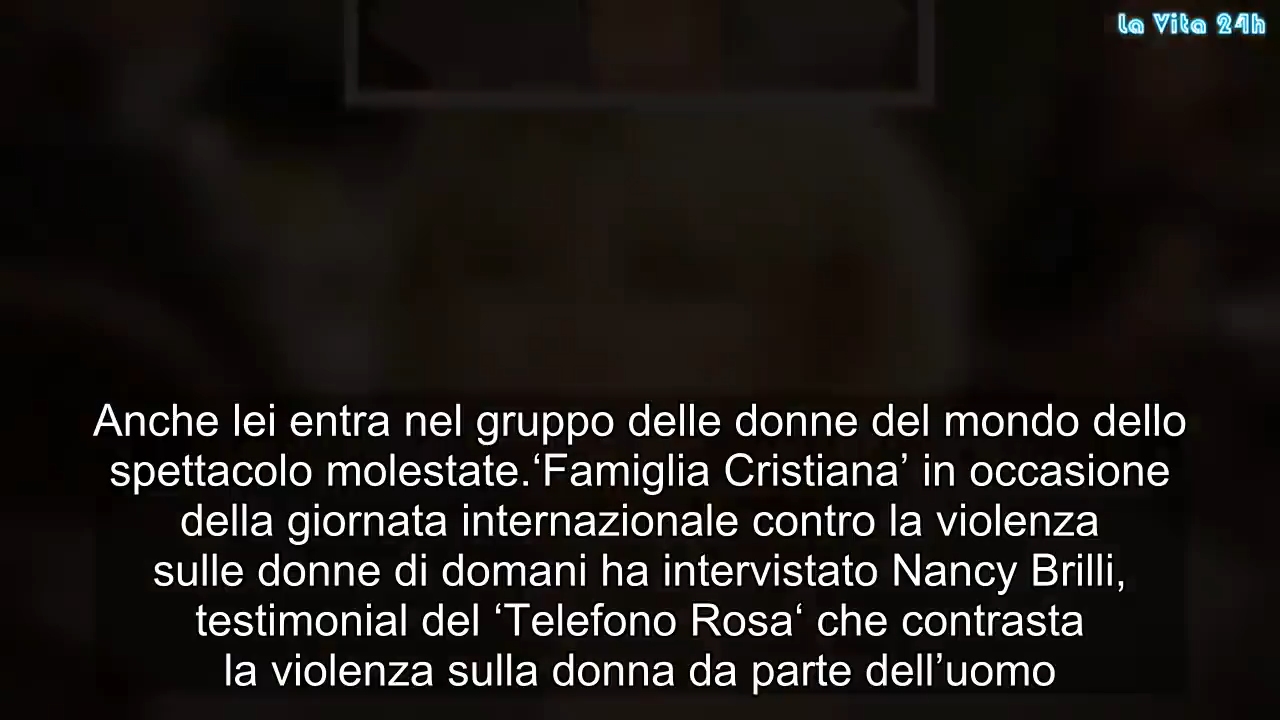 La Vita 24h
Anche lei entra nel gruppo delle donne del mondo dello
spettacolo molestate.‘Famiglia Cristiana’ in occasione
della giornata internazionale contro la violenza
sulle donne di domani ha intervistato Nancy Brilli,
testimonial del ‘Telefono Rosa‘ che contrasta
la violenza sulla donna da parte dell’uomo